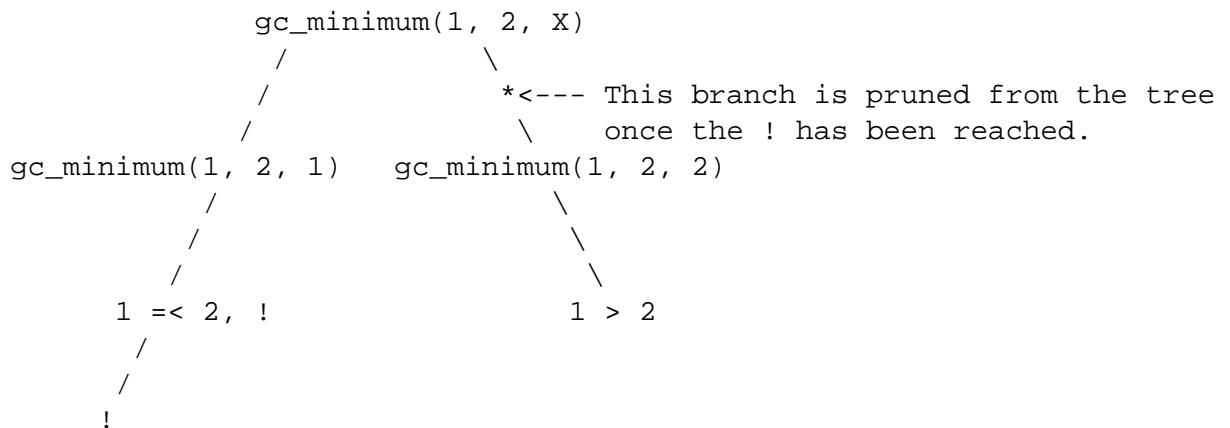 gc_minimum(1, 2, X)
/ \
/ *<--- This branch is pruned from the tree
/ \ once the ! has been reached.
gc_minimum(1, 2, 1) gc_minimum(1, 2, 2)
/ \
/ \
/ \
1 =< 2, ! 1 > 2
/
/
!